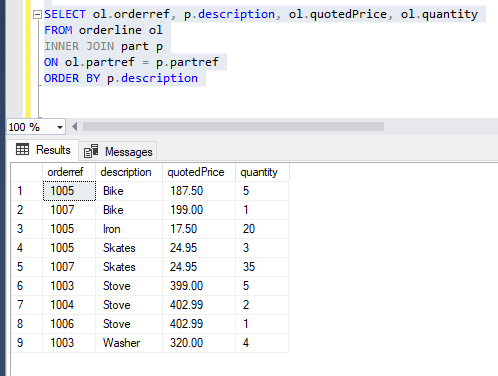 SELECT ol.orderref, p.description, ol.quotedPrice, ol.quantity
FROM orderline ol
INNER JOIN part p
ON ol.partref = p.partref
ORDER BY p.description
100 %
Results Messages
orderref description quotedPrice quantity
1 1005 Bike 187.50 5
2 1007 Bike 199.00 1
3 1005 Iron 17.50 20
4 1005 Skates 24.95 3
5 1007 Skates 24.95 35
6 1003 Stove 399.00 5
7 1004 Stove 402.99 2
8 1006 Stove 402.99 1
9 1003 Washer 320.00 4